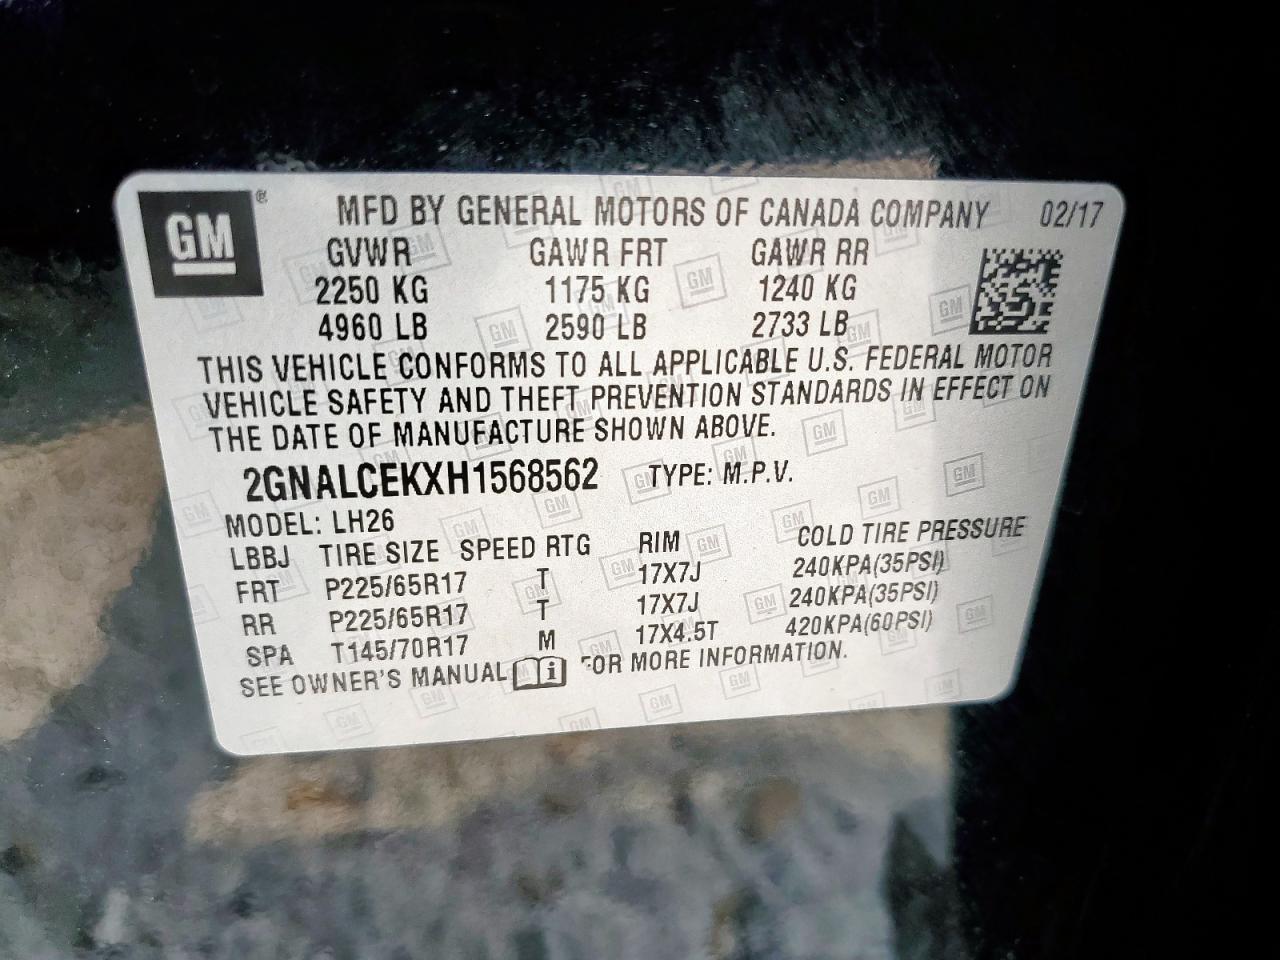 GM ® MFD BY GENERAL MOTORS OF CANADA COMPANY 02/17
GVWR GAWR FRT GAWR RR
2250 KG 1175 KG 1240 KG
4960 LB 2590 LB 2733 LB
THIS VEHICLE CONFORMS TO ALL APPLICABLE U.S. FEDERAL MOTOR
VEHICLE SAFETY AND THEFT PREVENTION STANDARDS IN EFFECT ON
THE DATE OF MANUFACTURE SHOWN ABOVE.
2GNALCEKXH1568562 TYPE: M.P.V.
MODEL: LH26
LBBJ TIRE SIZE SPEED RTG RIM COLD TIRE PRESSURE
FRT P225/65R17 T 17X7J 240KPA(35PSI)
RR P225/65R17 T 17X7J 240KPA(35PSI)
SPA T145/70R17 M 17X4.5T 420KPA(60PSI)
SEE OWNER'S MANUAL i FOR MORE INFORMATION.